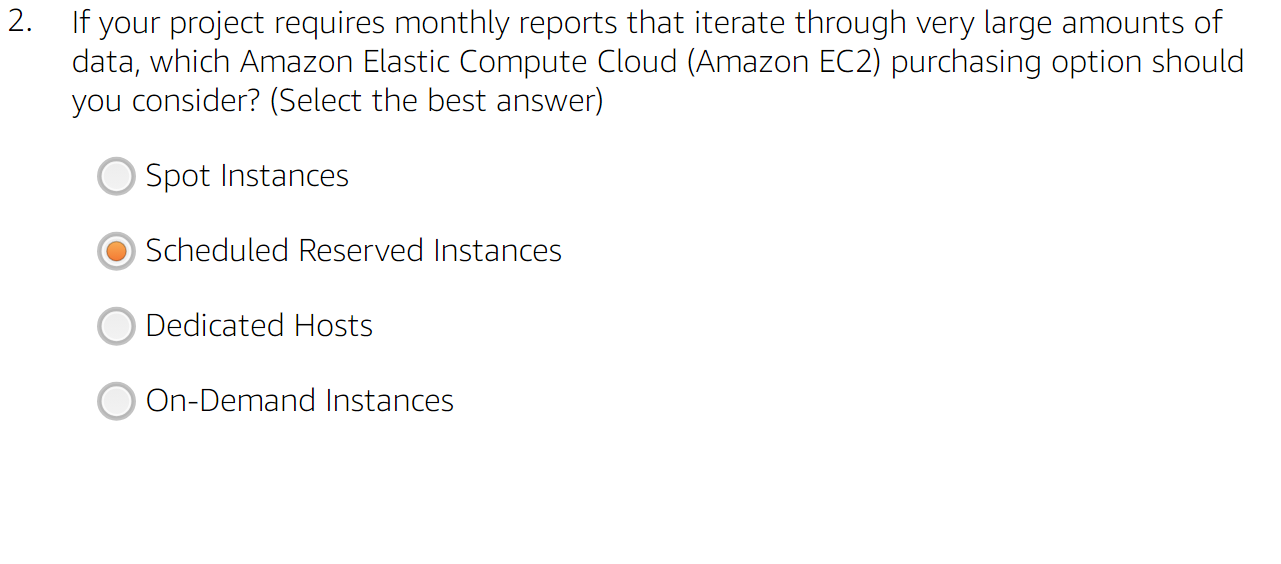 2. If your project requires monthly reports that iterate through very large amounts of
data, which Amazon Elastic Compute Cloud (Amazon EC2) purchasing option should
you consider? (Select the best answer)
Spot Instances
Scheduled Reserved Instances
Dedicated Hosts
On-Demand Instances